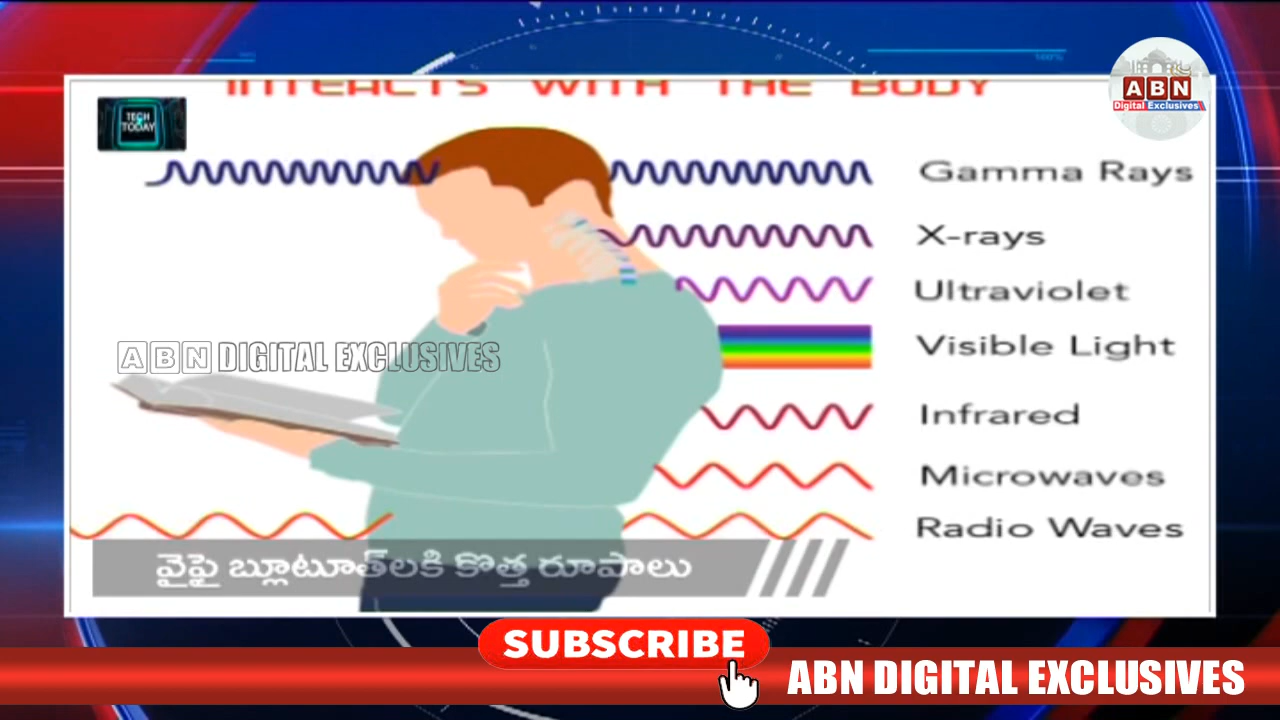 INTERACTS WITH THE BODY
TECH
TODAY
ABN
Digital Exclusives
Gamma Rays
X-rays
Ultraviolet
Visible Light
ABN DIGITAL EXCLUSIVES
Infrared
Microwaves
Radio Waves
వైఫై బ్లూటూత్‌లకి కొత్త రూపాలు
SUBSCRIBE
ABN DIGITAL EXCLUSIVES